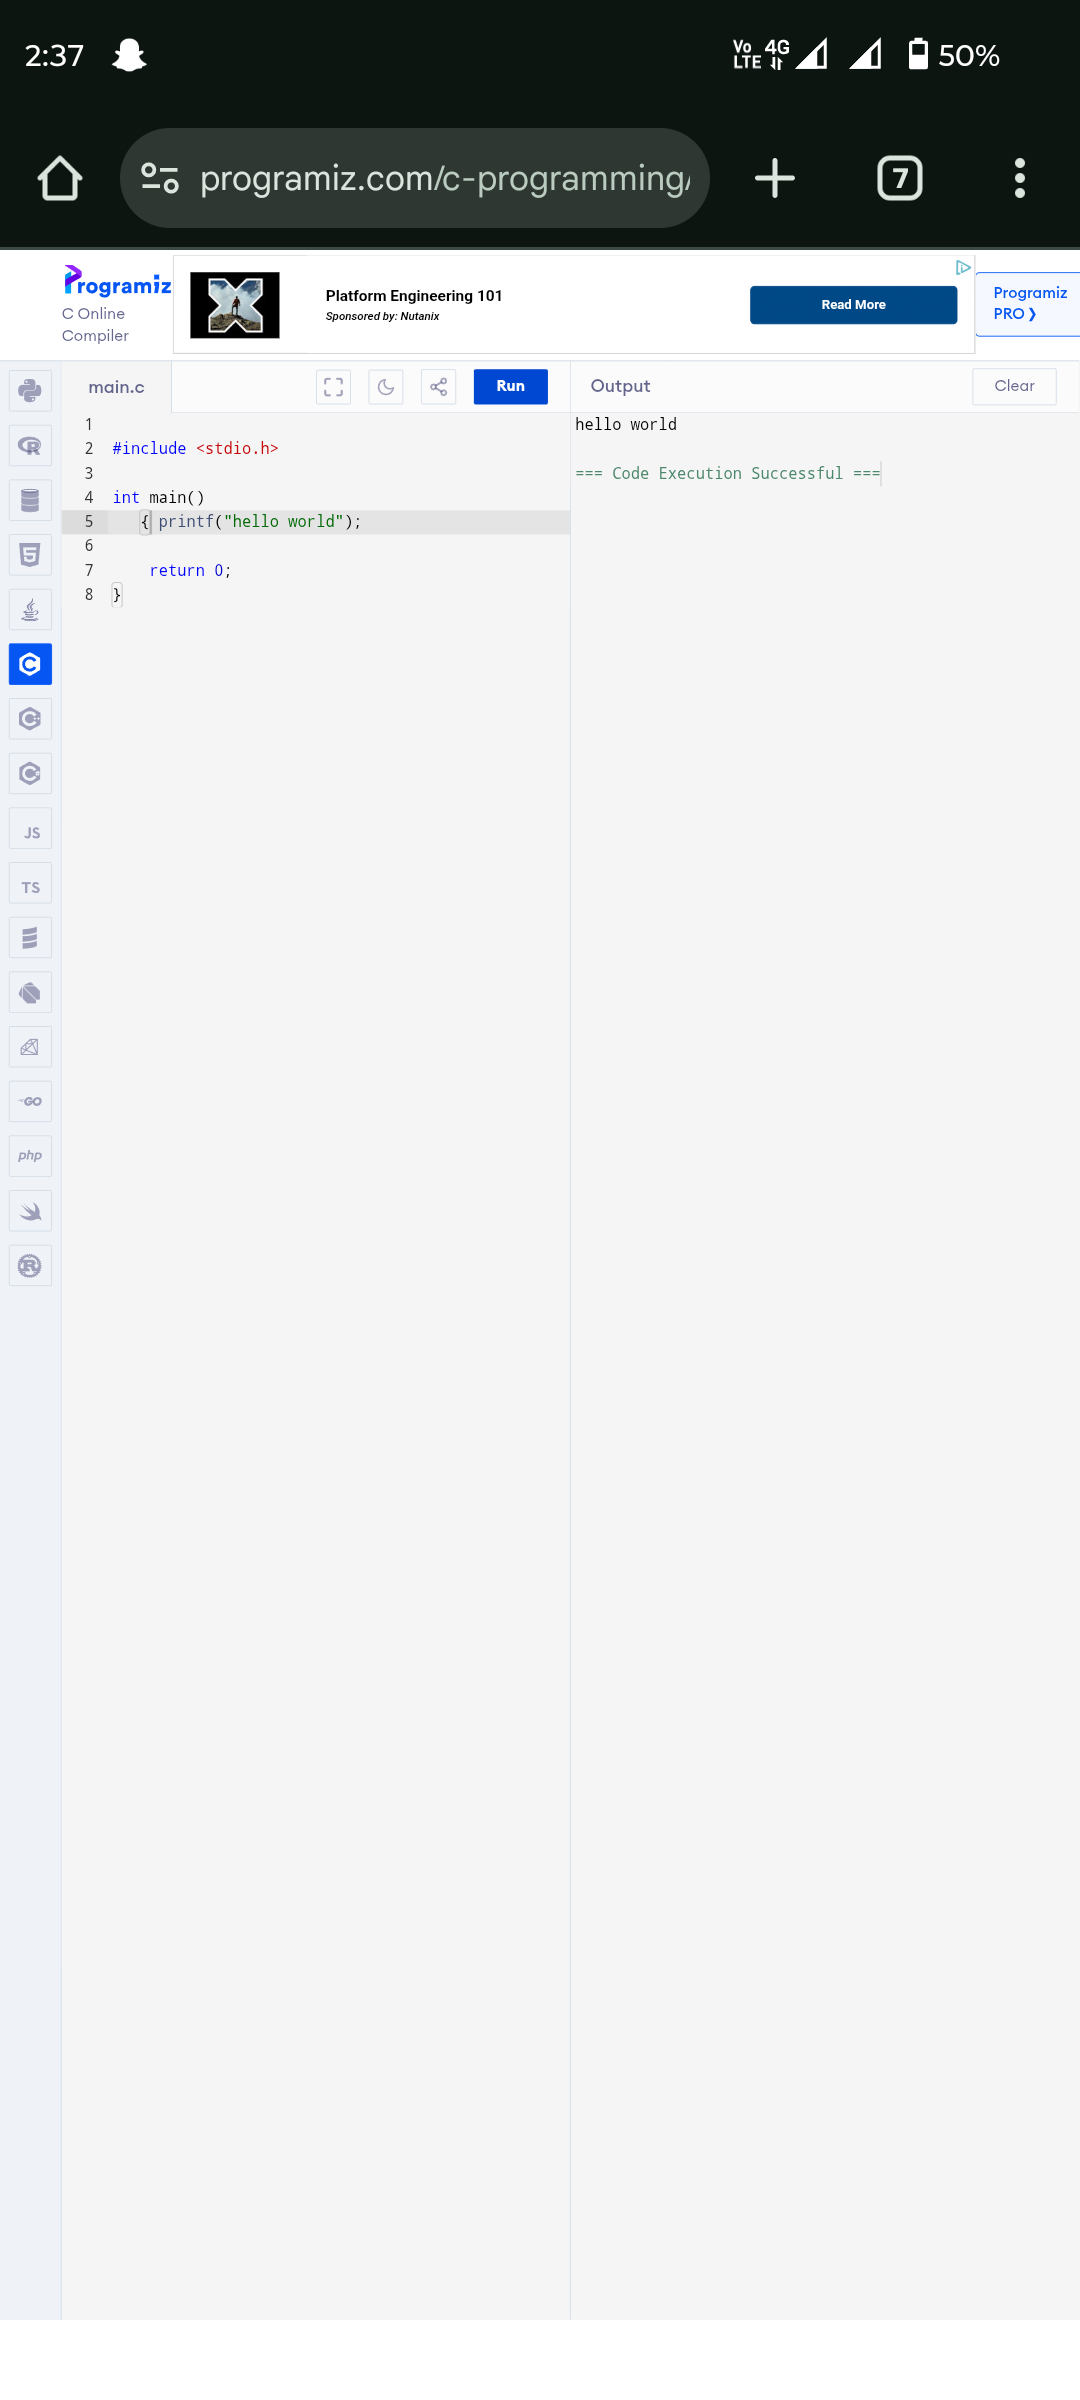 2:37
Vo LTE 4G 50%
programiz.com/c-programming/
7
Programiz
C Online
Compiler
Platform Engineering 101
Sponsored by: Nutanix
Read More
Programiz
PRO ❯
main.c
Run
Output
Clear
1
2 #include <stdio.h>
3
4 int main()
5 { printf("hello world");
6
7 return 0;
8 }
hello world
=== Code Execution Successful ===
R
5
C
C
C
JS
TS
GO
php
R